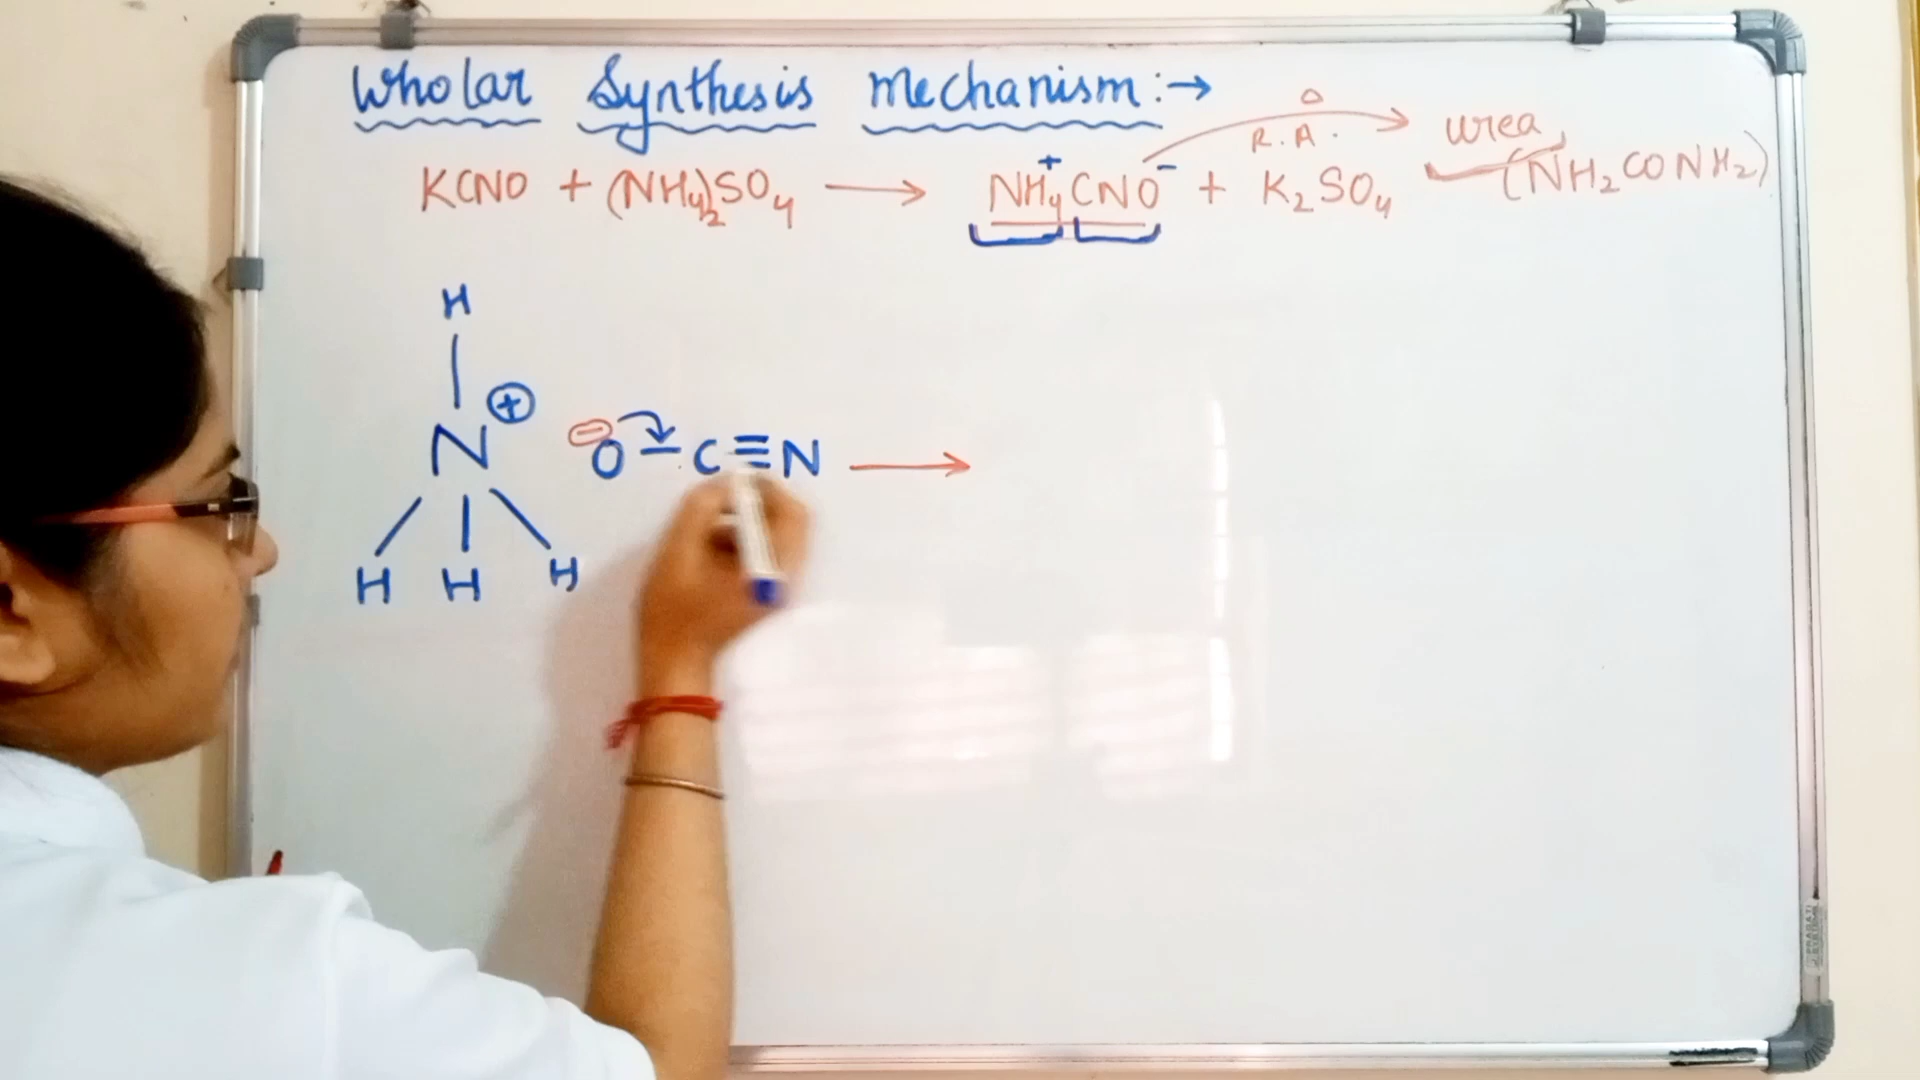 Wholar Synthesis mechanism:→
Δ
R.A.
urea,
KCNO + (NH4)2SO4 → NH4+CNO- + K2SO4 (NH2CONH2)
H
N ⊕ ⊖ O – C ≡ N →
H H H